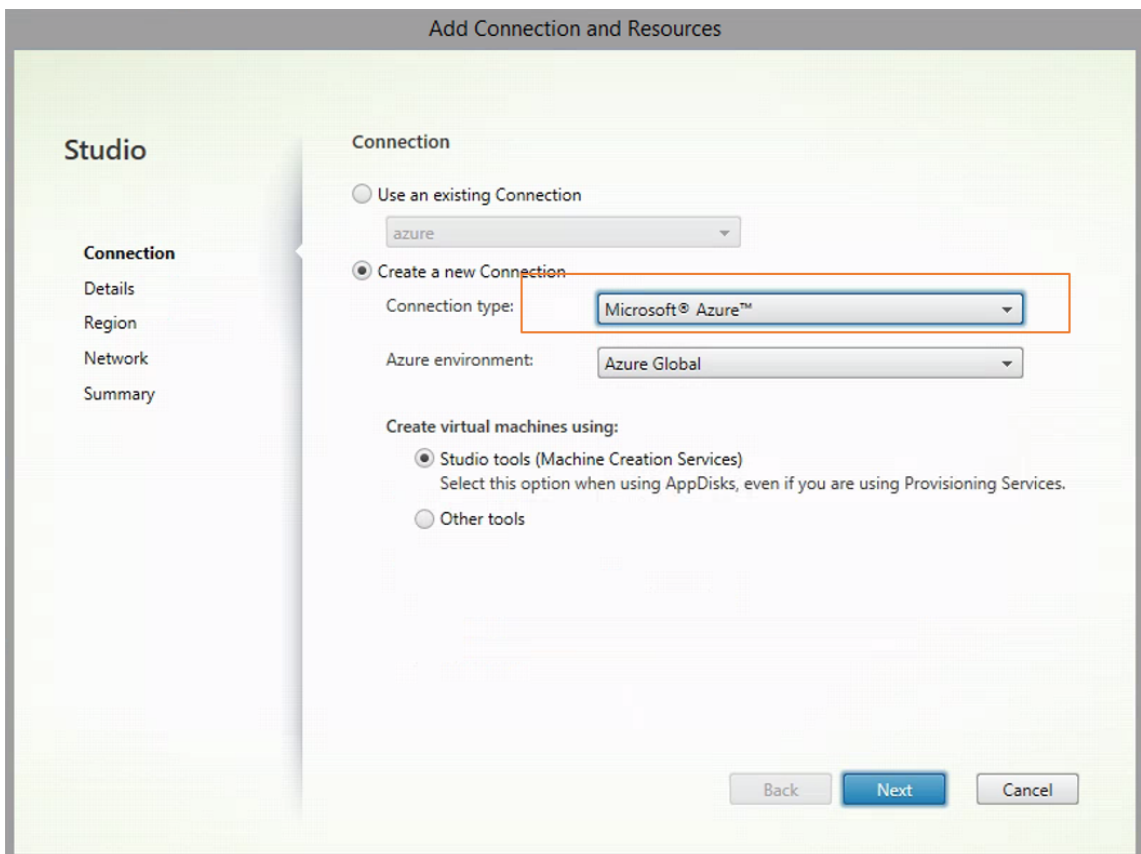 Add Connection and Resources
Studio
Connection
Details
Region
Network
Summary
Connection
Use an existing Connection
azure
Create a new Connection
Connection type:
Microsoft® Azure™
Azure environment:
Azure Global
Create virtual machines using:
Studio tools (Machine Creation Services)
Select this option when using AppDisks, even if you are using Provisioning Services.
Other tools
Back
Next
Cancel